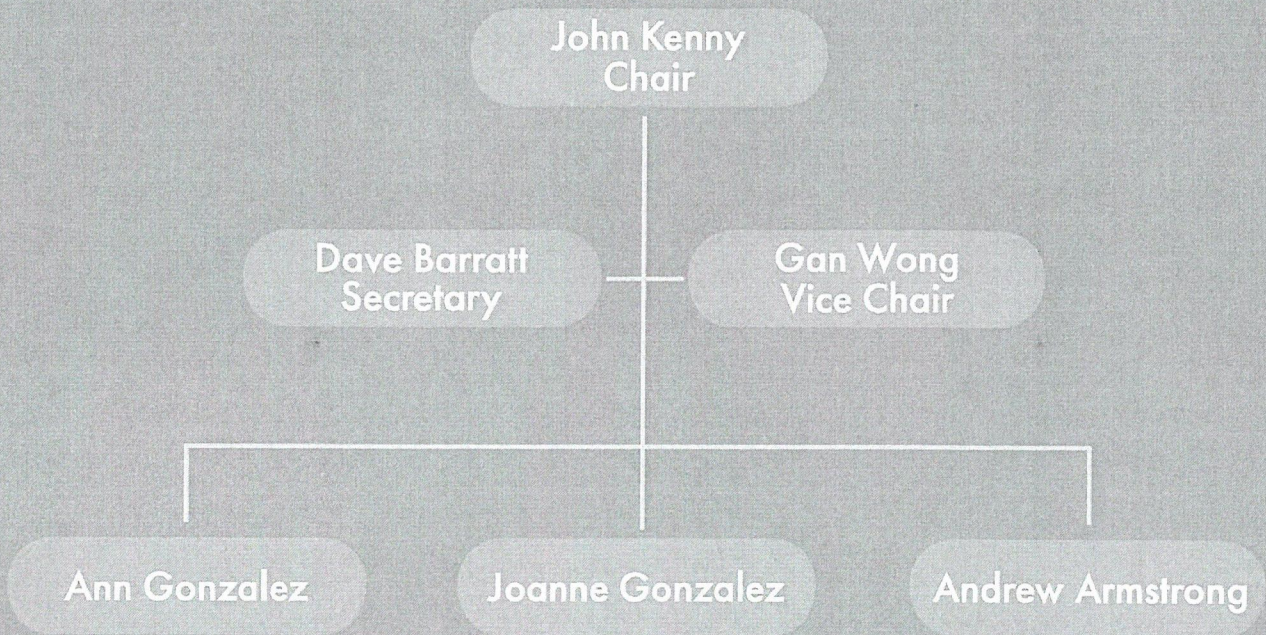 John Kenny
Chair
Dave Barratt
Secretary
Gan Wong
Vice Chair
Ann Gonzalez
Joanne Gonzalez
Andrew Armstrong